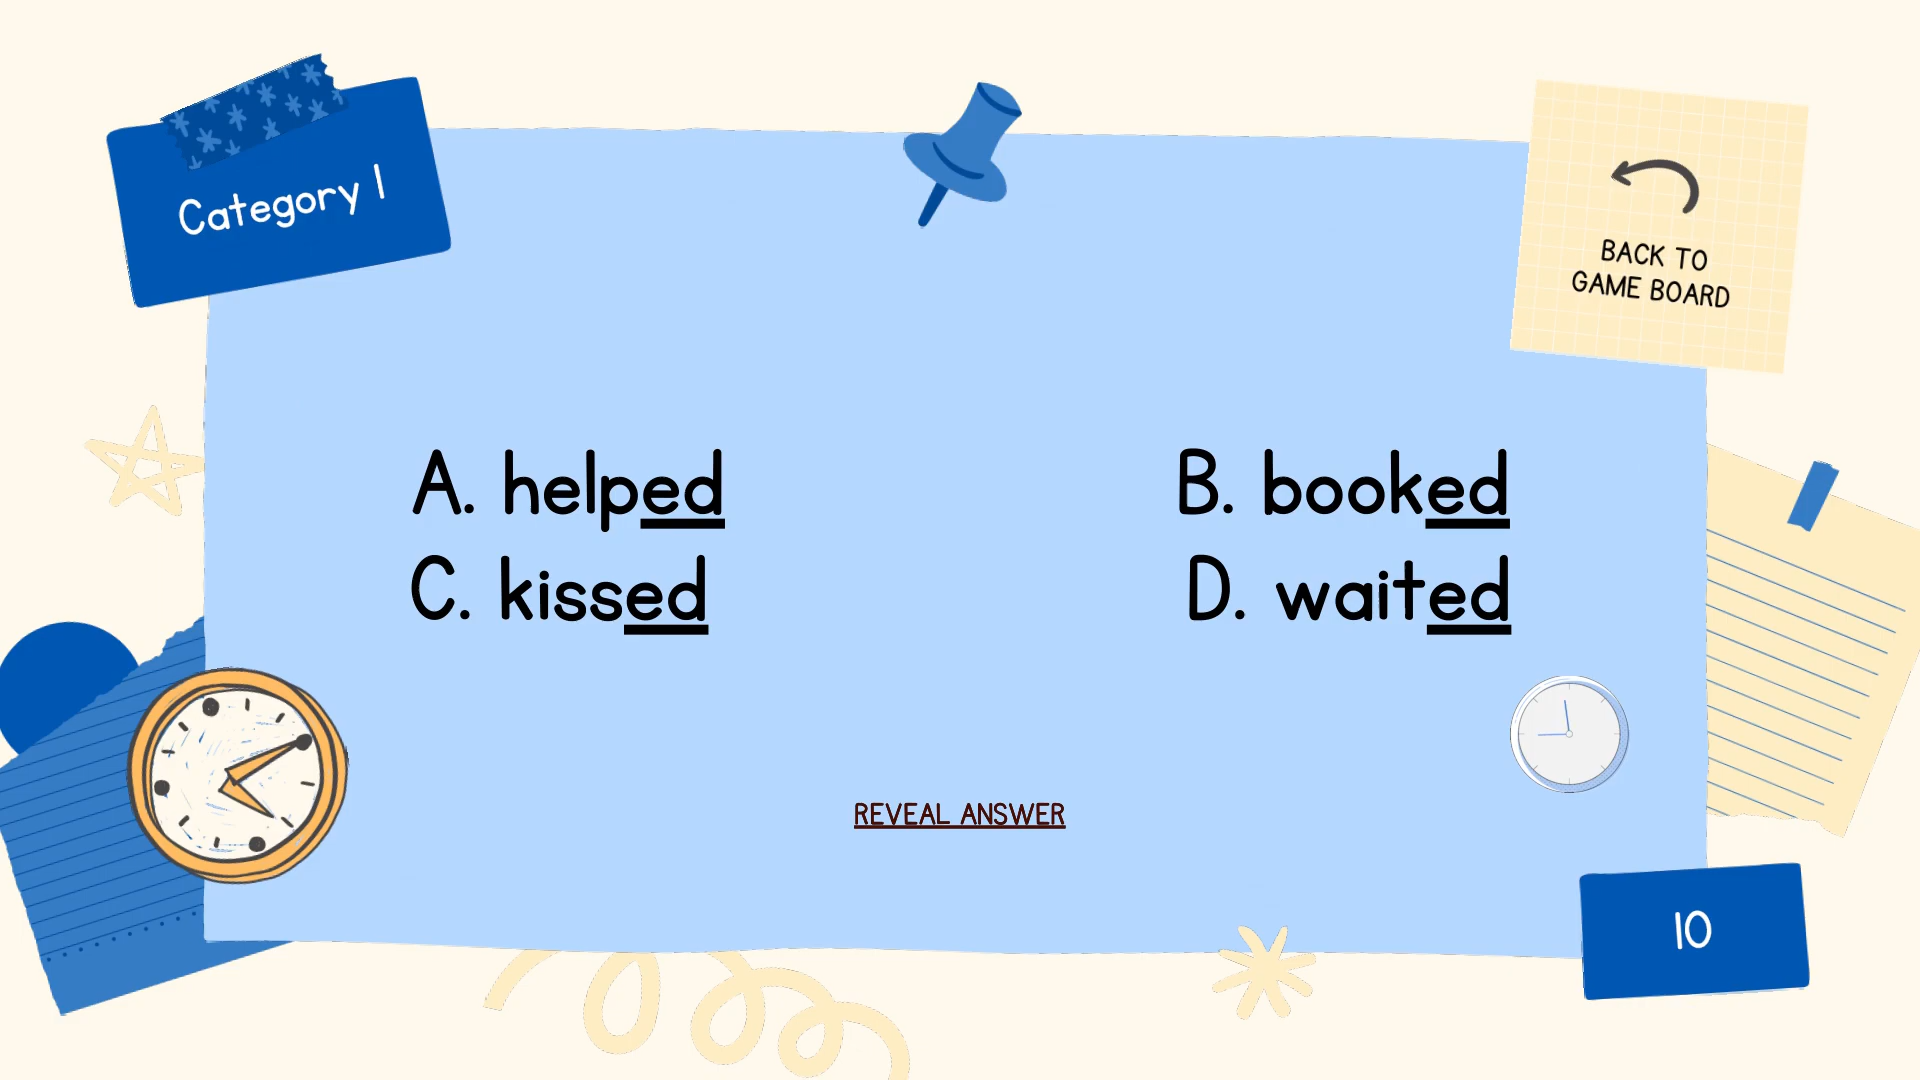 Category 1
BACK TO
GAME BOARD
A. helped
B. booked
C. kissed
D. waited
REVEAL ANSWER
10